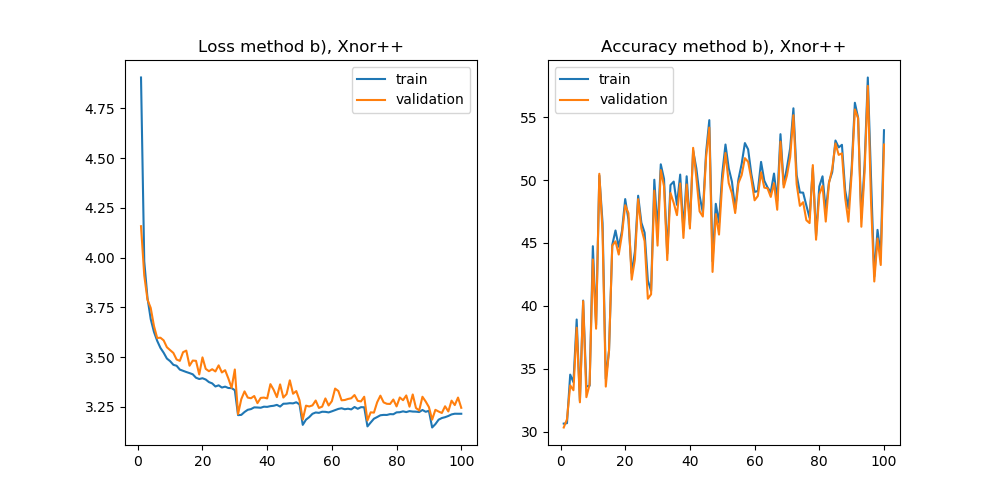 Loss method b), Xnor++
train
validation
4.75
4.50
4.25
4.00
3.75
3.50
3.25
0 20 40 60 80 100
Accuracy method b), Xnor++
train
validation
55
50
45
40
35
30
0 20 40 60 80 100